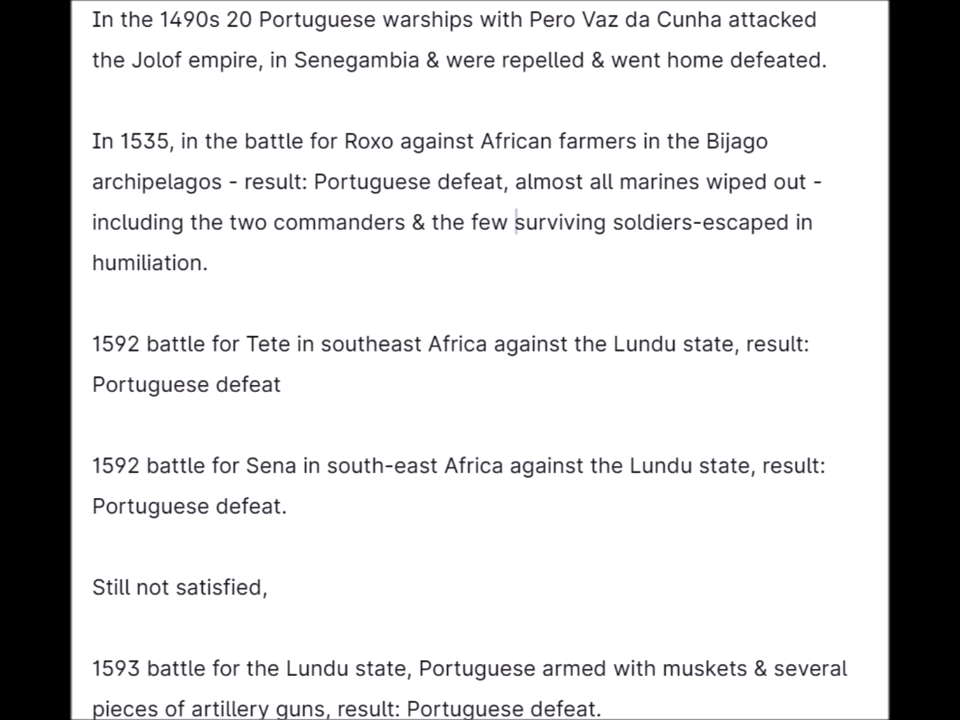 In the 1490s 20 Portuguese warships with Pero Vaz da Cunha attacked
the Jolof empire, in Senegambia & were repelled & went home defeated.
In 1535, in the battle for Roxo against African farmers in the Bijago
archipelagos - result: Portuguese defeat, almost all marines wiped out -
including the two commanders & the few surviving soldiers-escaped in
humiliation.
1592 battle for Tete in southeast Africa against the Lundu state, result:
Portuguese defeat
1592 battle for Sena in south-east Africa against the Lundu state, result:
Portuguese defeat.
Still not satisfied,
1593 battle for the Lundu state, Portuguese armed with muskets & several
pieces of artillery guns, result: Portuguese defeat.